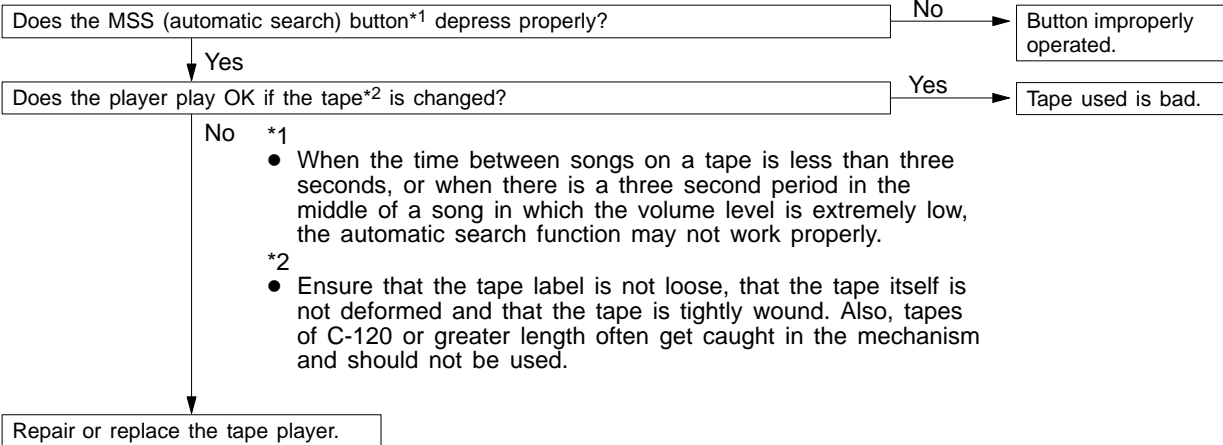 Does the MSS (automatic search) button*1 depress properly?
No
Button improperly
operated.
Yes
Does the player play OK if the tape*2 is changed?
Yes
Tape used is bad.
No
*1
● When the time between songs on a tape is less than three
seconds, or when there is a three second period in the
middle of a song in which the volume level is extremely low,
the automatic search function may not work properly.
*2
● Ensure that the tape label is not loose, that the tape itself is
not deformed and that the tape is tightly wound. Also, tapes
of C-120 or greater length often get caught in the mechanism
and should not be used.
Repair or replace the tape player.